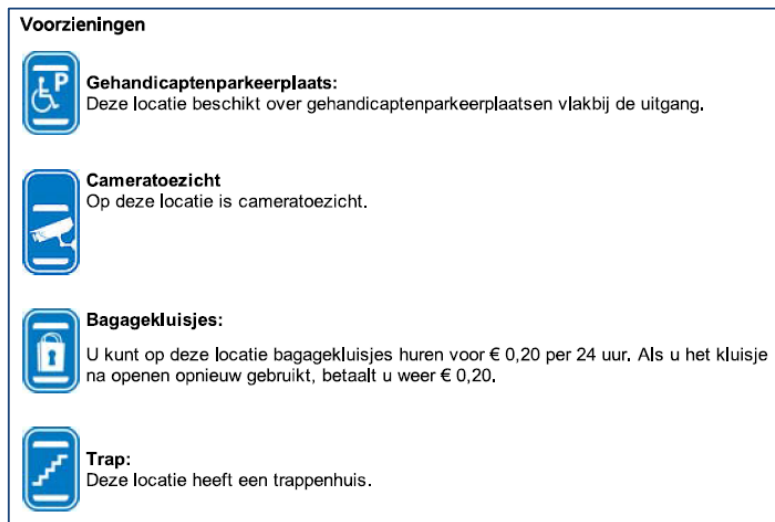 Voorzieningen
P
Gehandicaptenparkeerplaats:
Deze locatie beschikt over gehandicaptenparkeerplaatsen vlakbij de uitgang.
Cameratoezicht
Op deze locatie is cameratoezicht.
Bagagekluisjes:
U kunt op deze locatie bagagekluisjes huren voor € 0,20 per 24 uur. Als u het kluisje
na openen opnieuw gebruikt, betaalt u weer € 0,20.
Trap:
Deze locatie heeft een trappenhuis.